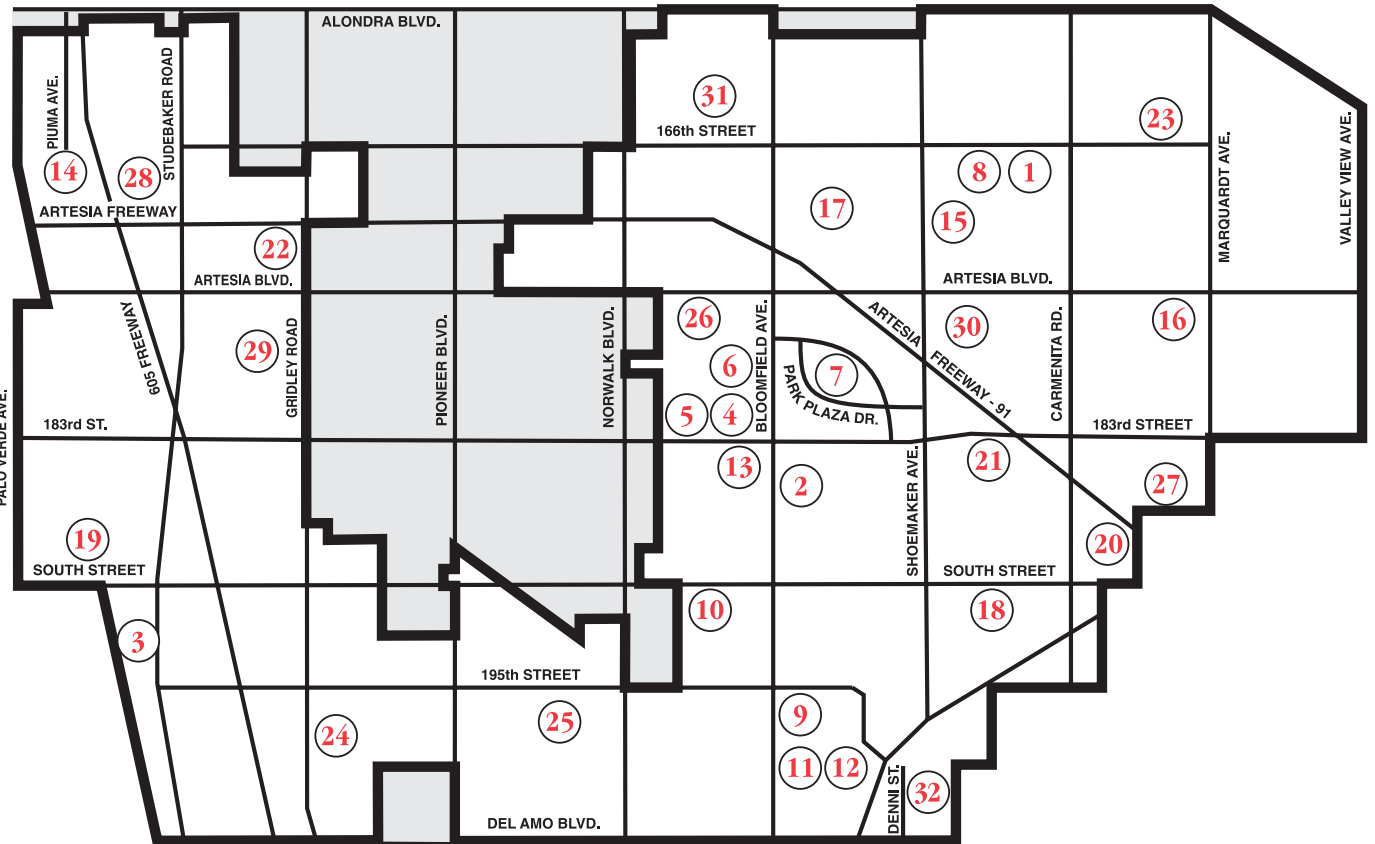 ALONDRA BLVD.
PIUMA AVE.
STUDEBAKER ROAD
31
166th STREET
23
MARQUARDT AVE.
VALLEY VIEW AVE.
14
28
8
1
ARTESIA FREEWAY
17
15
22
ARTESIA BLVD.
ARTESIA BLVD.
605 FREEWAY
29
GRIDLEY ROAD
PIONEER BLVD.
NORWALK BLVD.
26
6
5
4
BLOOMFIELD AVE.
PARK PLAZA DR.
7
ARTESIA FREEWAY - 91
30
CARMENITA RD.
16
PALO VERDE AVE.
183rd ST.
183rd STREET
13
2
SHOEMAKER AVE.
21
27
19
20
SOUTH STREET
SOUTH STREET
3
10
18
195th STREET
24
25
9
11
12
DENNI ST.
32
DEL AMO BLVD.